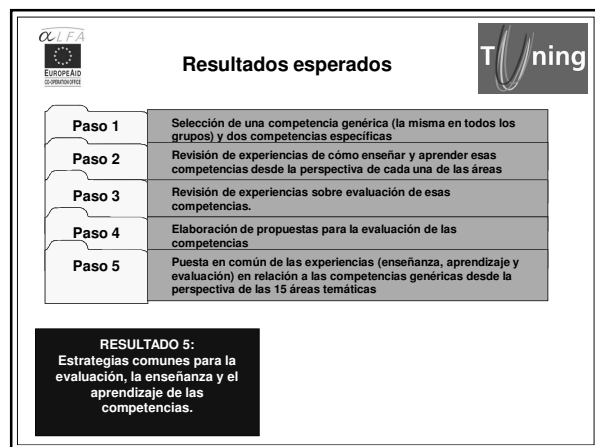 αLFA
EUROPEAID
CO-OPERATION OFFICE
Resultados esperados
Tuning
Paso 1
Selección de una competencia genérica (la misma en todos los
grupos) y dos competencias específicas
Paso 2
Revisión de experiencias de cómo enseñar y aprender esas
competencias desde la perspectiva de cada una de las áreas
Paso 3
Revisión de experiencias sobre evaluación de esas
competencias.
Paso 4
Elaboración de propuestas para la evaluación de las
competencias
Paso 5
Puesta en común de las experiencias (enseñanza, aprendizaje y
evaluación) en relación a las competencias genéricas desde la
perspectiva de las 15 áreas temáticas
RESULTADO 5:
Estrategias comunes para la
evaluación, la enseñanza y el
aprendizaje de las
competencias.